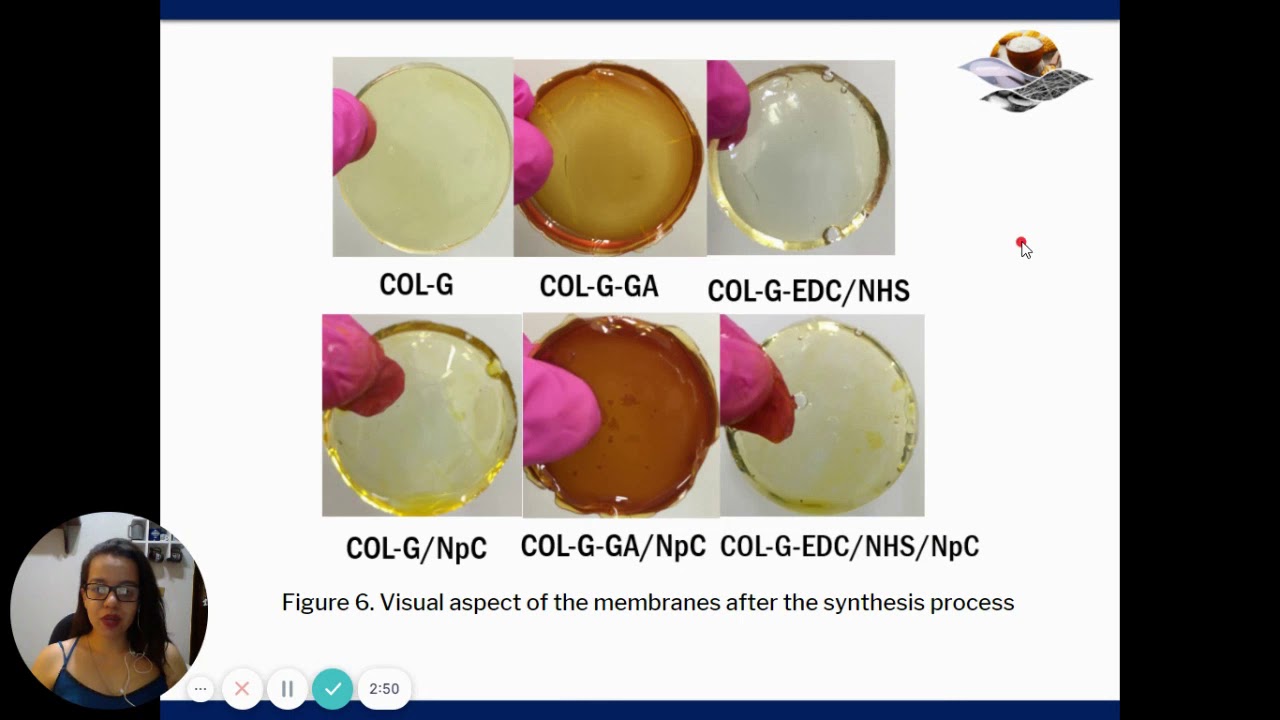 COL-G
COL-G-GA
COL-G-EDC/NHS
COL-G/NpC
COL-G-GA/NpC
COL-G-EDC/NHS/NpC
Figure 6. Visual aspect of the membranes after the synthesis process
2:50